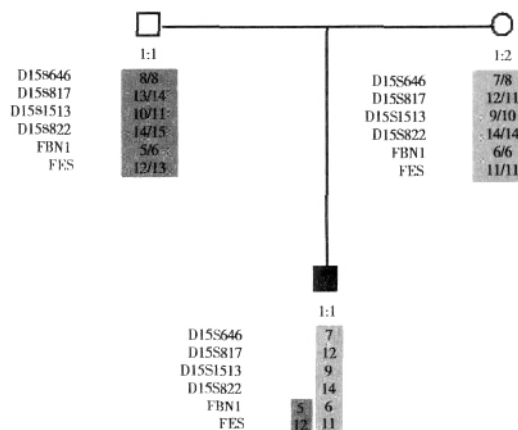 1:1
D15S646 8/8
D15S817 13/14
D15S1513 10/11
D15S822 14/15
FBN1 5/6
FES 12/13
1:2
D15S646 7/8
D15S817 12/11
D15S1513 9/10
D15S822 14/14
FBN1 6/6
FES 11/11
1:1
D15S646 7
D15S817 12
D15S1513 9
D15S822 14
FBN1 5 6
FES 12 11